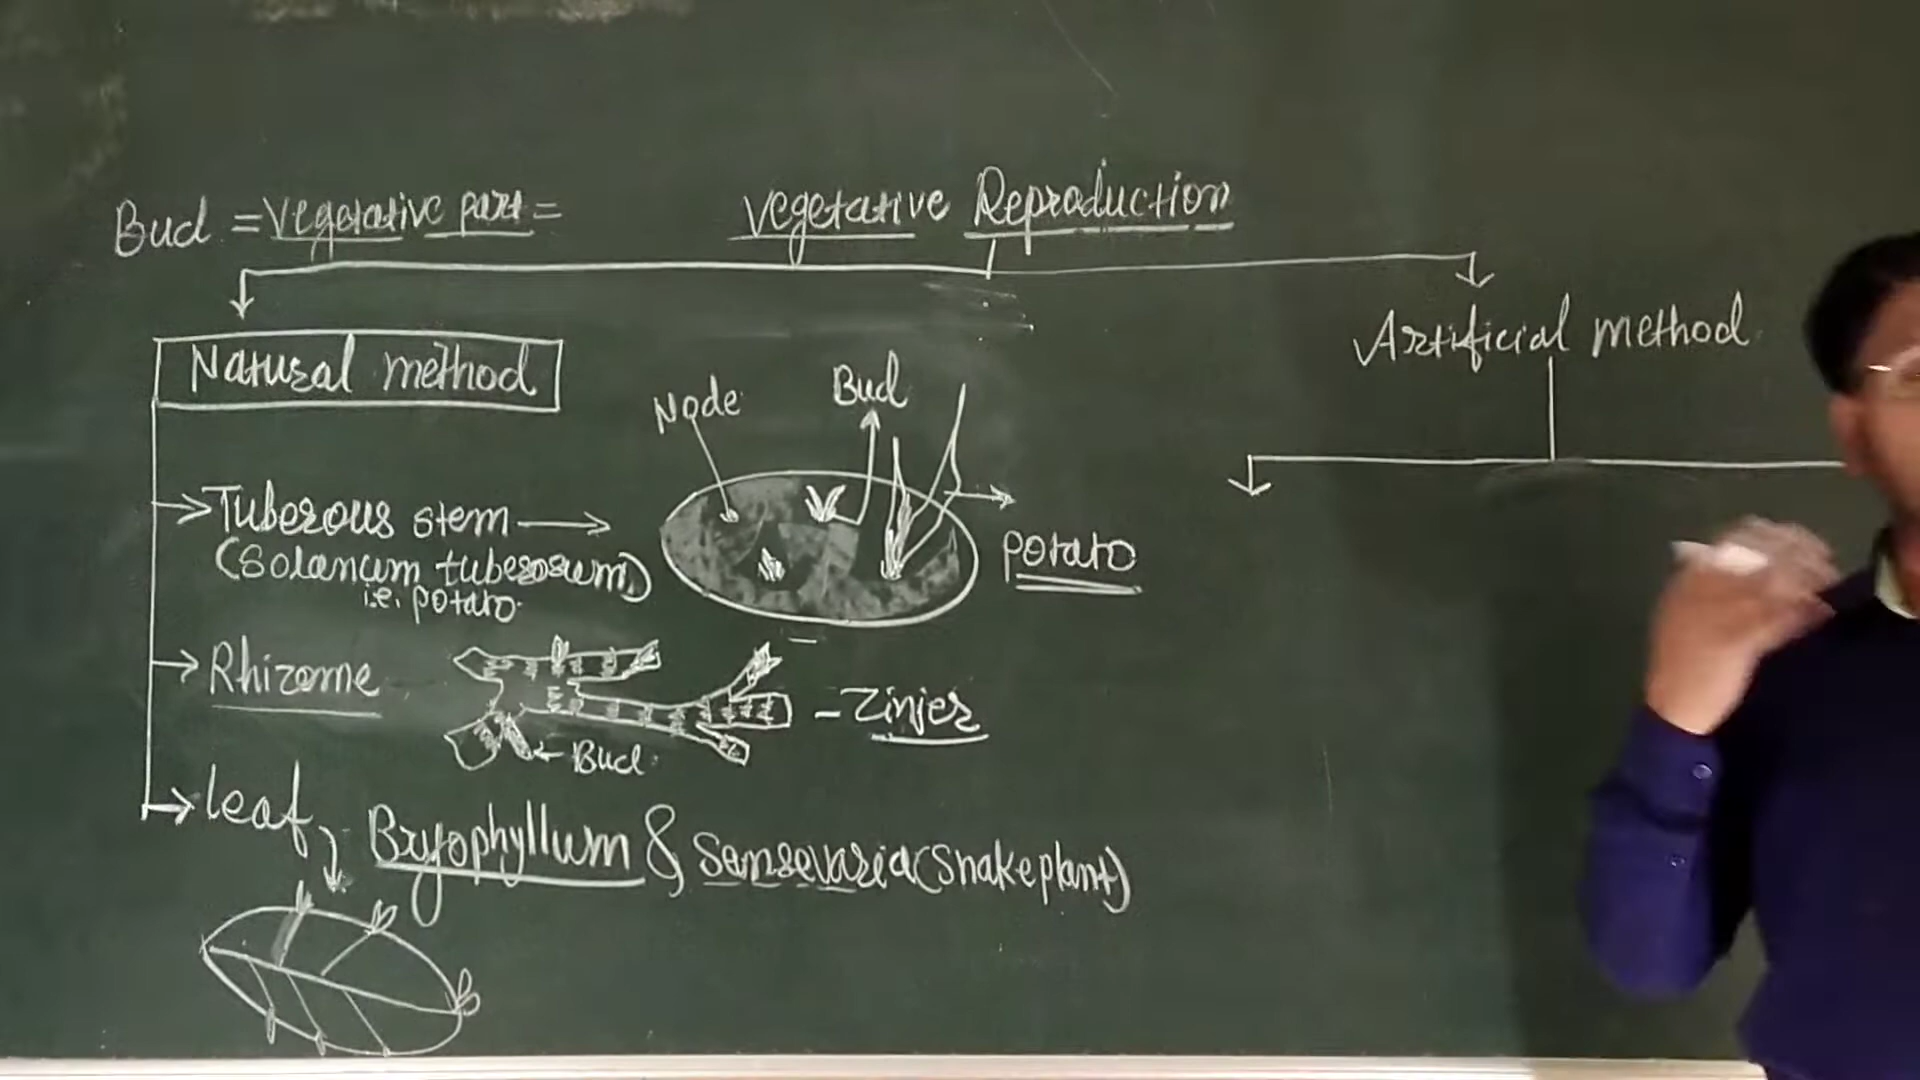 Bud = Vegetative part =
Vegetative Reproduction
Natural method
Artificial method
Node
Bud
Tuberous stem
(Solanum tuberosum)
i.e. potato
potato
Rhizome
Zinjer
Bud
leaf
Bryophyllum & Sansevaria (Snake plant)